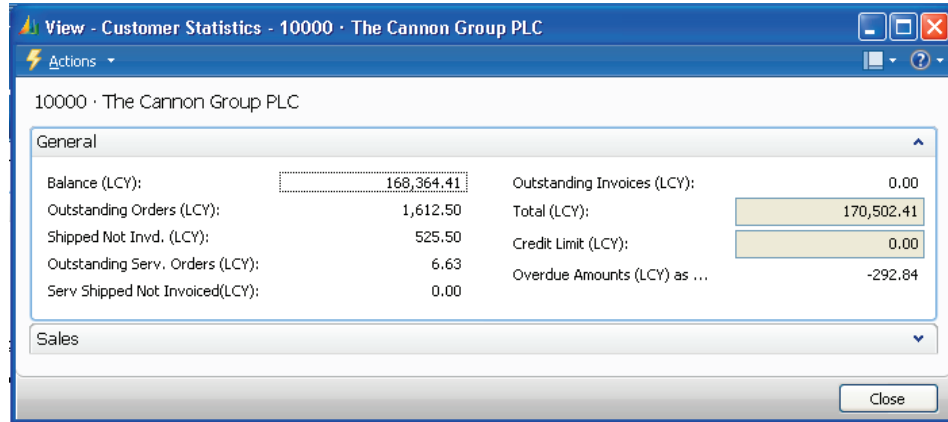 View - Customer Statistics - 10000 · The Cannon Group PLC
Actions
10000 · The Cannon Group PLC
General
Balance (LCY): 168,364.41
Outstanding Orders (LCY): 1,612.50
Shipped Not Invd. (LCY): 525.50
Outstanding Serv. Orders (LCY): 6.63
Serv Shipped Not Invoiced(LCY): 0.00
Outstanding Invoices (LCY): 0.00
Total (LCY): 170,502.41
Credit Limit (LCY): 0.00
Overdue Amounts (LCY) as ... -292.84
Sales
Close